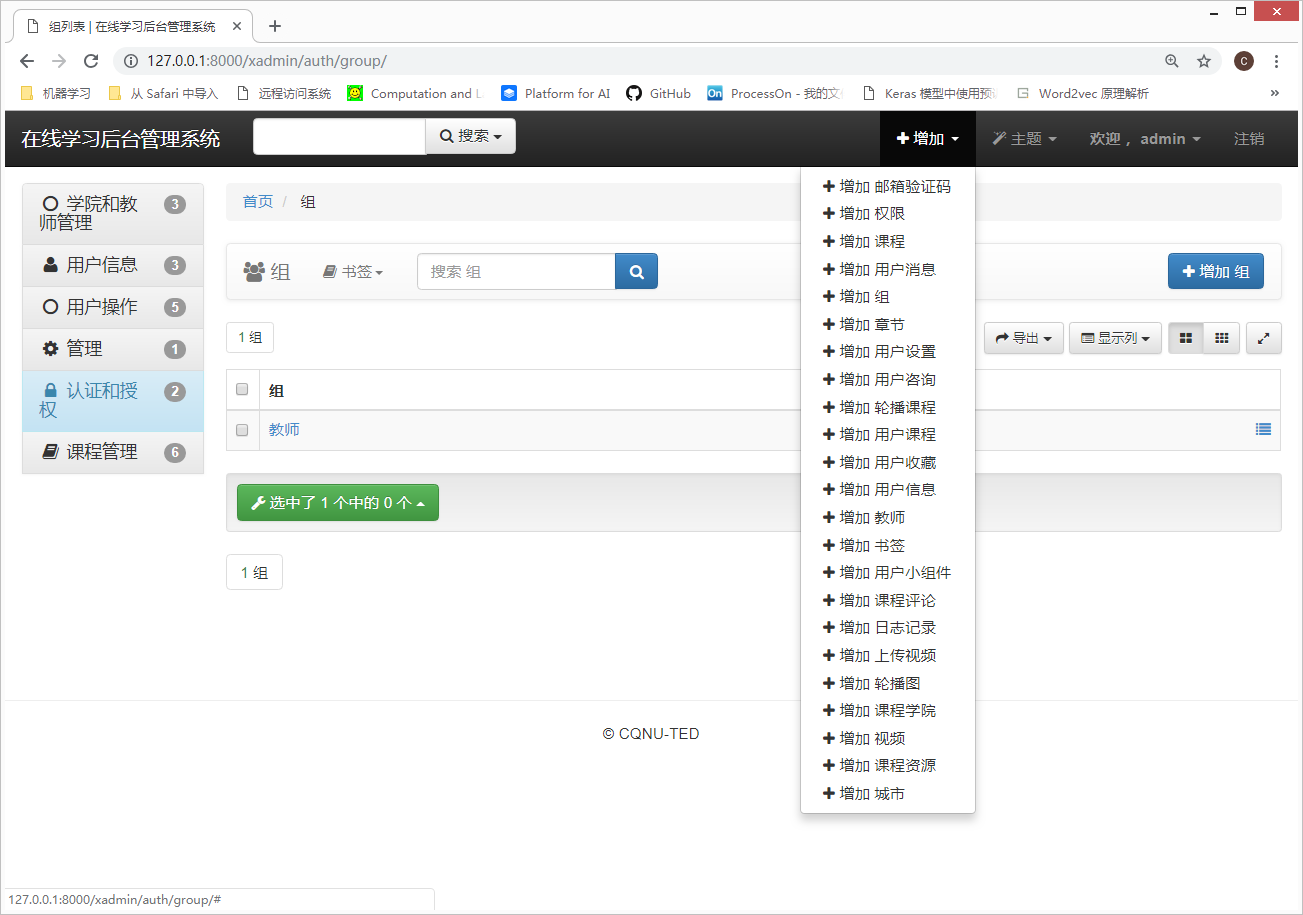 组列表 | 在线学习后台管理系统
127.0.0.1:8000/xadmin/auth/group/
C
机器学习
从 Safari 中导入
远程访问系统
Computation and L
Platform for AI
GitHub
On
ProcessOn - 我的文
Keras 模型中使用预
Word2vec 原理解析
在线学习后台管理系统
搜索
增加
主题
欢迎， admin
注销
学院和教师管理 3
用户信息 3
用户操作 5
管理 1
认证和授权 2
课程管理 6
首页 / 组
组
书签
搜索 组
增加 组
1 组
导出
显示列
组
教师
选中了 1 个中的 0 个
1 组
增加 邮箱验证码
增加 权限
增加 课程
增加 用户消息
增加 组
增加 章节
增加 用户设置
增加 用户咨询
增加 轮播课程
增加 用户课程
增加 用户收藏
增加 用户信息
增加 教师
增加 书签
增加 用户小组件
增加 课程评论
增加 日志记录
增加 上传视频
增加 轮播图
增加 课程学院
增加 视频
增加 课程资源
增加 城市
© CQNU-TED
127.0.0.1:8000/xadmin/auth/group/#